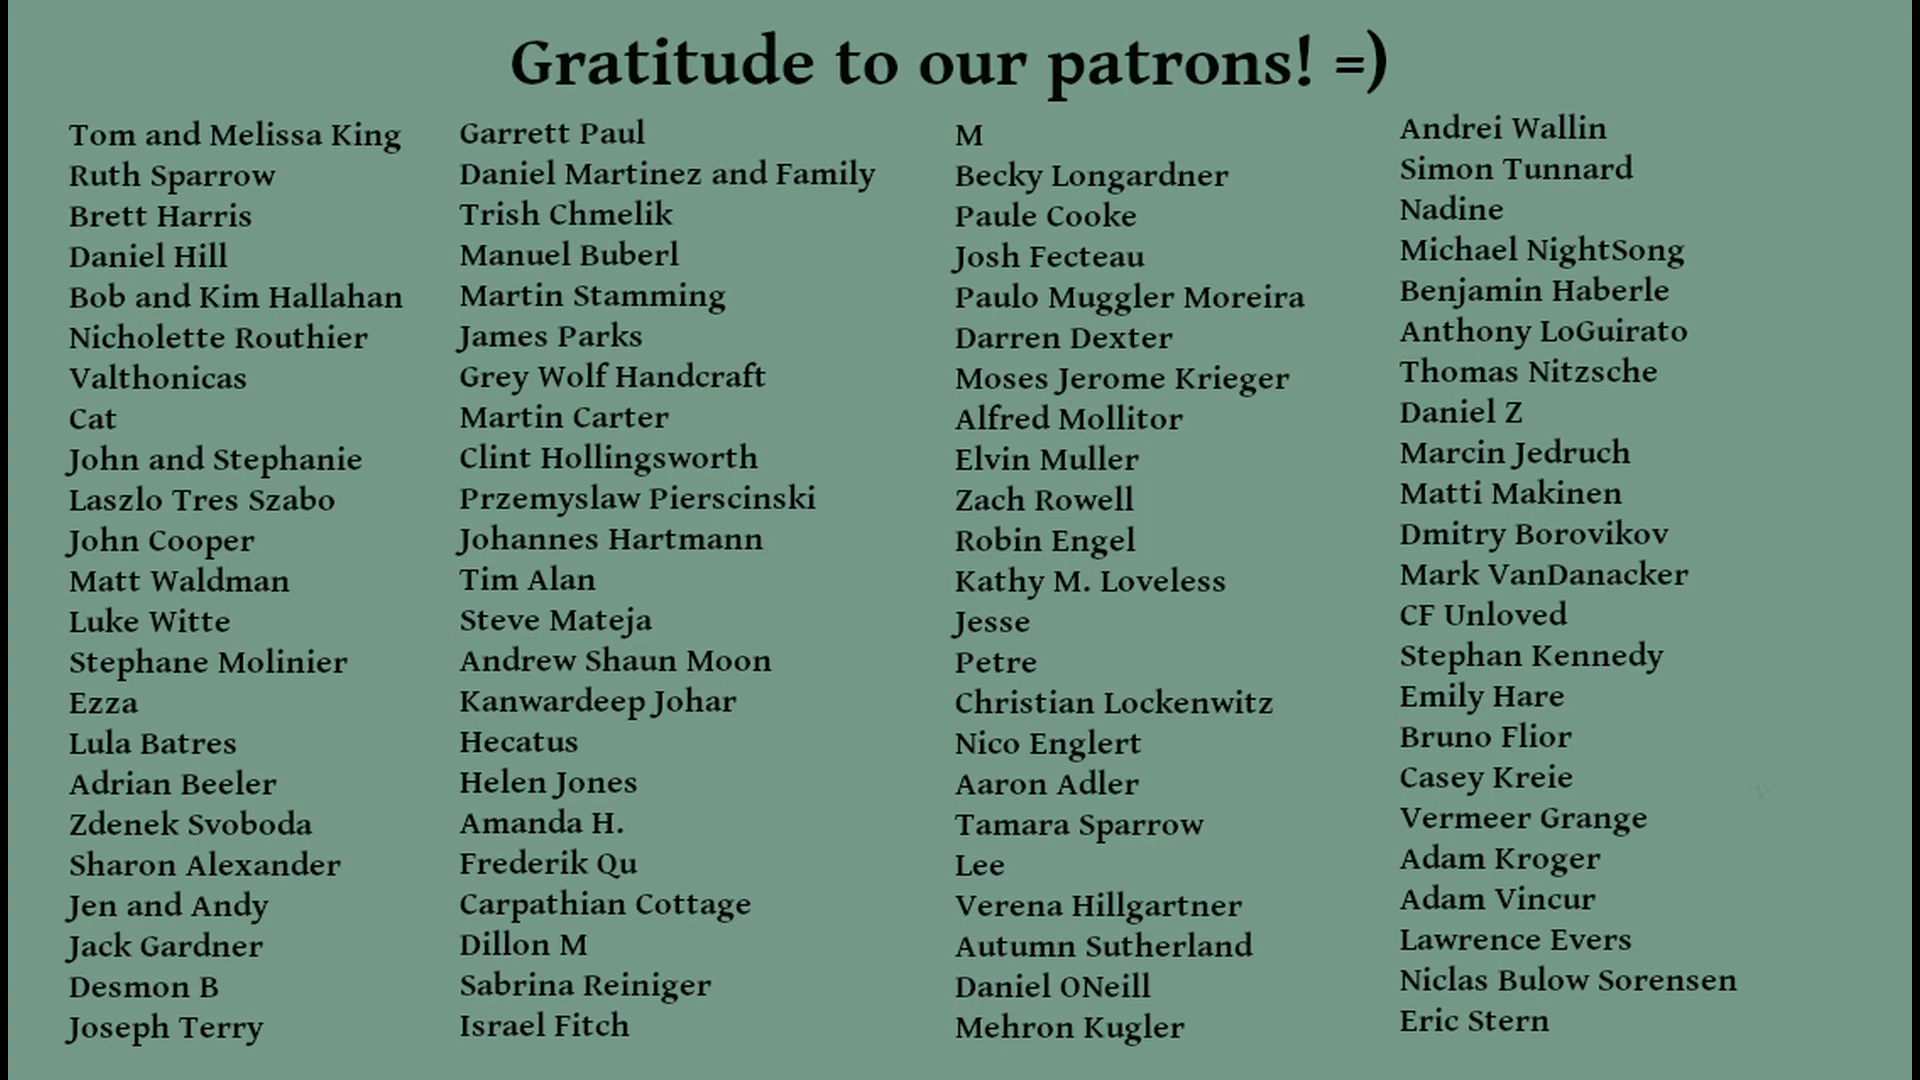 Gratitude to our patrons! =)
Tom and Melissa King
Ruth Sparrow
Brett Harris
Daniel Hill
Bob and Kim Hallahan
Nicholette Routhier
Valthonicas
Cat
John and Stephanie
Laszlo Tres Szabo
John Cooper
Matt Waldman
Luke Witte
Stephane Molinier
Ezza
Lula Batres
Adrian Beeler
Zdenek Svoboda
Sharon Alexander
Jen and Andy
Jack Gardner
Desmon B
Joseph Terry
Garrett Paul
Daniel Martinez and Family
Trish Chmelik
Manuel Buberl
Martin Stamming
James Parks
Grey Wolf Handcraft
Martin Carter
Clint Hollingsworth
Przemyslaw Pierscinski
Johannes Hartmann
Tim Alan
Steve Mateja
Andrew Shaun Moon
Kanwardeep Johar
Hecatus
Helen Jones
Amanda H.
Frederik Qu
Carpathian Cottage
Dillon M
Sabrina Reiniger
Israel Fitch
M
Becky Longardner
Paule Cooke
Josh Fecteau
Paulo Muggler Moreira
Darren Dexter
Moses Jerome Krieger
Alfred Mollitor
Elvin Muller
Zach Rowell
Robin Engel
Kathy M. Loveless
Jesse
Petre
Christian Lockenwitz
Nico Englert
Aaron Adler
Tamara Sparrow
Lee
Verena Hillgartner
Autumn Sutherland
Daniel ONeill
Mehron Kugler
Andrei Wallin
Simon Tunnard
Nadine
Michael NightSong
Benjamin Haberle
Anthony LoGuirato
Thomas Nitzsche
Daniel Z
Marcin Jedruch
Matti Makinen
Dmitry Borovikov
Mark VanDanacker
CF Unloved
Stephan Kennedy
Emily Hare
Bruno Flior
Casey Kreie
Vermeer Grange
Adam Kroger
Adam Vincur
Lawrence Evers
Niclas Bulow Sorensen
Eric Stern